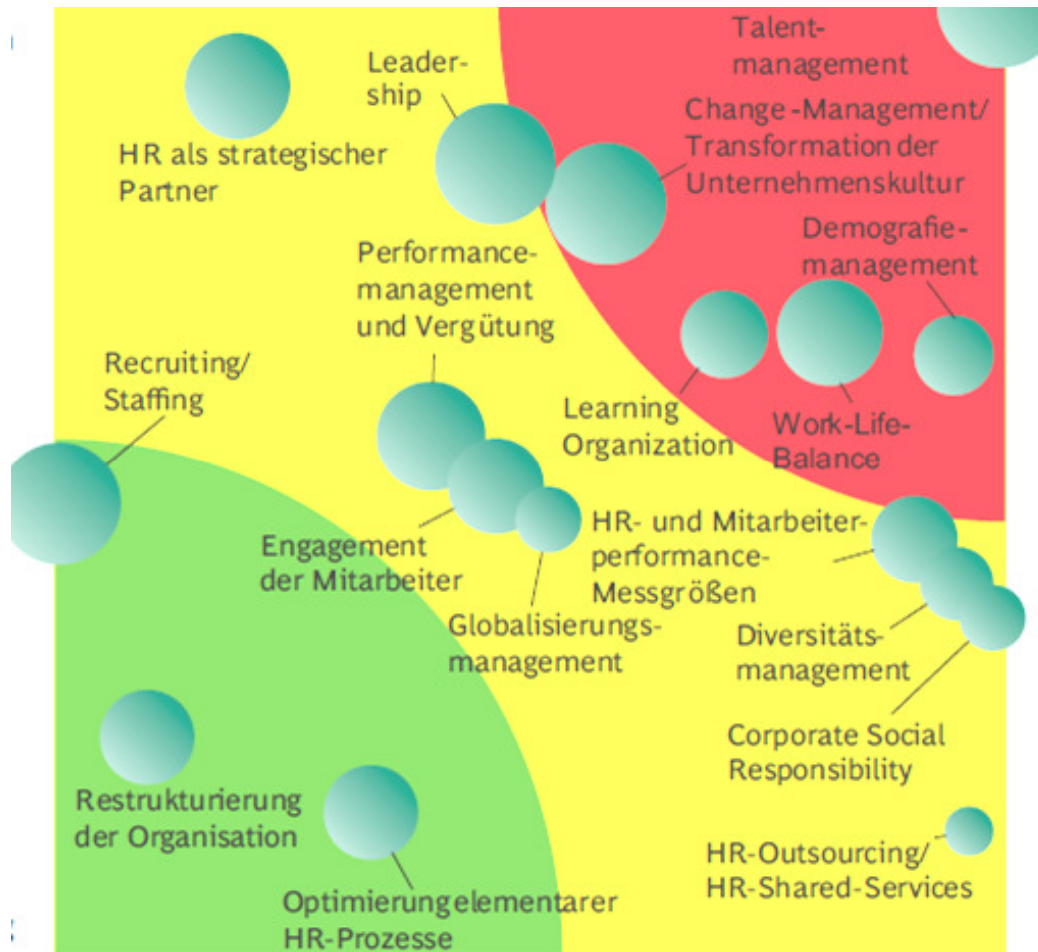 Talent-
management
Leader-
ship
Change-Management/
Transformation der
Unternehmenskultur
HR als strategischer
Partner
Demografie-
management
Performance-
management
und Vergütung
Recruiting/
Staffing
Learning
Organization
Work-Life-
Balance
Engagement
der Mitarbeiter
HR- und Mitarbeiter-
performance-
Messgrößen
Globalisierungs-
management
Diversitäts-
management
Corporate Social
Responsibility
Restrukturierung
der Organisation
HR-Outsourcing/
HR-Shared-Services
Optimierung elementarer
HR-Prozesse